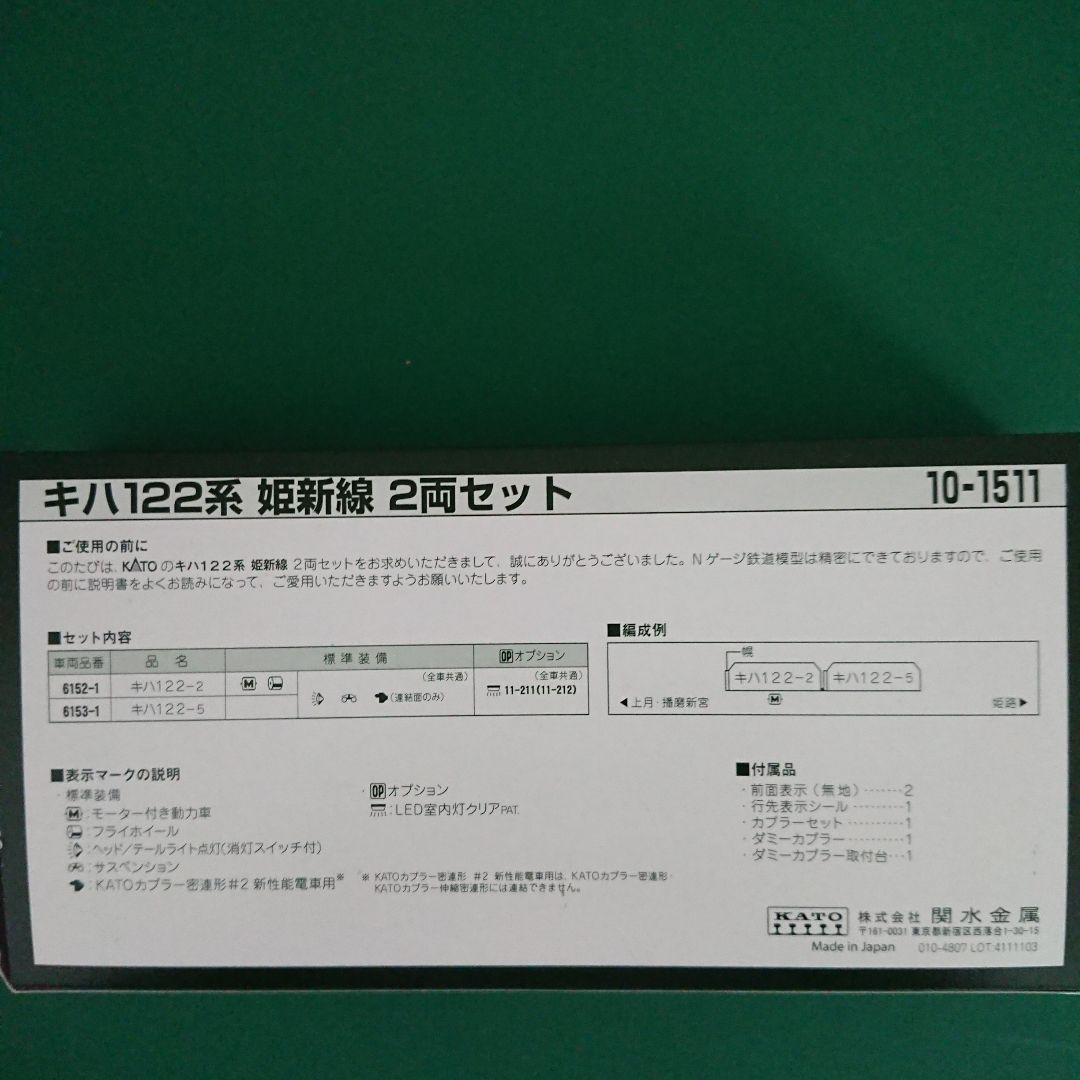 キハ122系 姫新線 2両セット
10-1511
■ご使用の前に
このたびは、KATOのキハ122系 姫新線 2両セットをお求めいただきまして、誠にありがとうございました。Nゲージ鉄道模型は精密にできておりますので、ご使用
の前に説明書をよくお読みになって、ご愛用いただきますようお願いいたします。
■セット内容
車両品番 品名 標準装備 OPオプション
6152-1 キハ122-2 M (全車共通) (連結面のみ) (全車共通) 11-211(11-212)
6153-1 キハ122-5
■編成例
幌
キハ122-2 キハ122-5
◀上月・播磨新宮 M 姫路▶
■表示マークの説明
・標準装備
M:モーター付き動力車
:フライホイール
:ヘッド/テールライト点灯(消灯スイッチ付)
:サスペンション
:KATOカプラー密連形#2 新性能電車用※
・OPオプション
:LED室内灯クリアPAT.
※ KATOカプラー密連形 #2 新性能電車用は、KATOカプラー密連形・
KATOカプラー伸縮密連形には連結できません。
■付属品
・前面表示(無地)……2
・行先表示シール………1
・カプラーセット………1
・ダミーカプラー………1
・ダミーカプラー取付台…1
KATO 株式会社 関水金属
〒161-0031 東京都新宿区西落合1-30-15
Made in Japan 010-4807 LOT:4111103